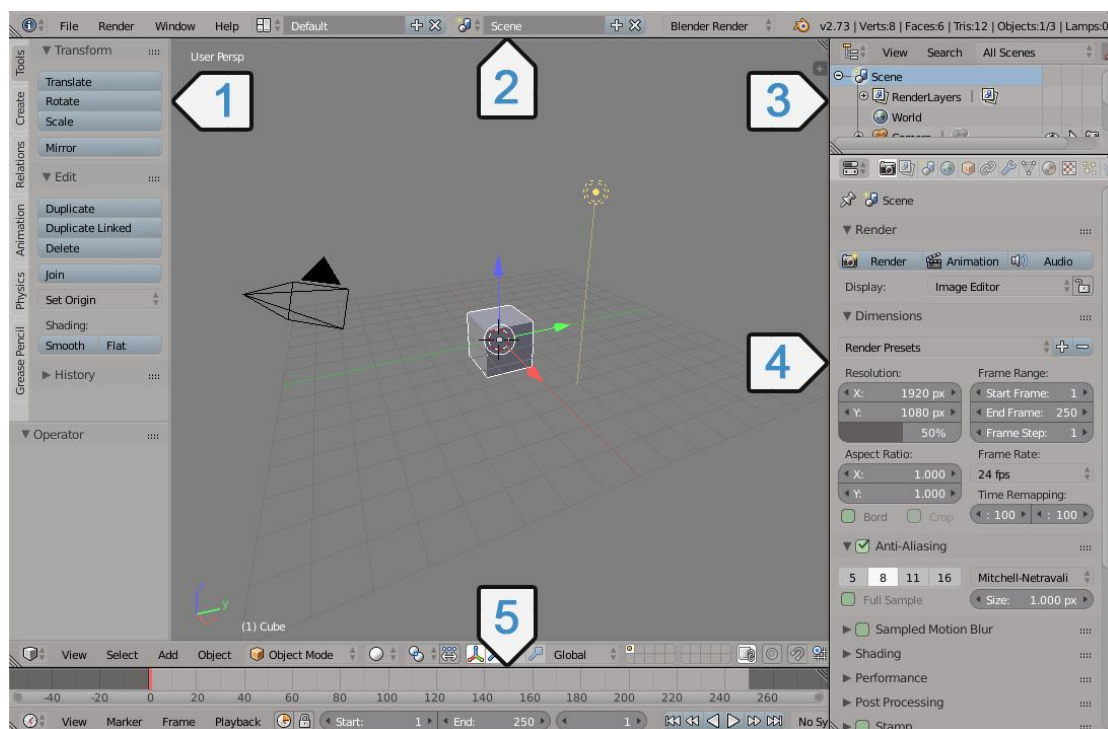 File Render Window Help Default Scene Blender Render v2.73 | Verts:8 | Faces:6 | Tris:12 | Objects:1/3 | Lamps:0
Tools
Create
Relations
Animation
Physics
Grease Pencil
Transform
Translate
Rotate
Scale
Mirror
Edit
Duplicate
Duplicate Linked
Delete
Join
Set Origin
Shading:
Smooth Flat
History
Operator
User Persp
1
2
3
4
5
(1) Cube
View Select Add Object Object Mode Global
-40 -20 0 20 40 60 80 100 120 140 160 180 200 220 240 260
View Marker Frame Playback Start: 1 End: 250 1 No Sy
View Search All Scenes
Scene
RenderLayers
World
Scene
Render
Render Animation Audio
Display: Image Editor
Dimensions
Render Presets
Resolution: Frame Range:
X: 1920 px Start Frame: 1
Y: 1080 px End Frame: 250
50% Frame Step: 1
Aspect Ratio: Frame Rate:
X: 1.000 24 fps
Y: 1.000 Time Remapping:
Bord Crop : 100 : 100
Anti-Aliasing
5 8 11 16 Mitchell-Netravali
Full Sample Size: 1.000 px
Sampled Motion Blur
Shading
Performance
Post Processing
Stamp